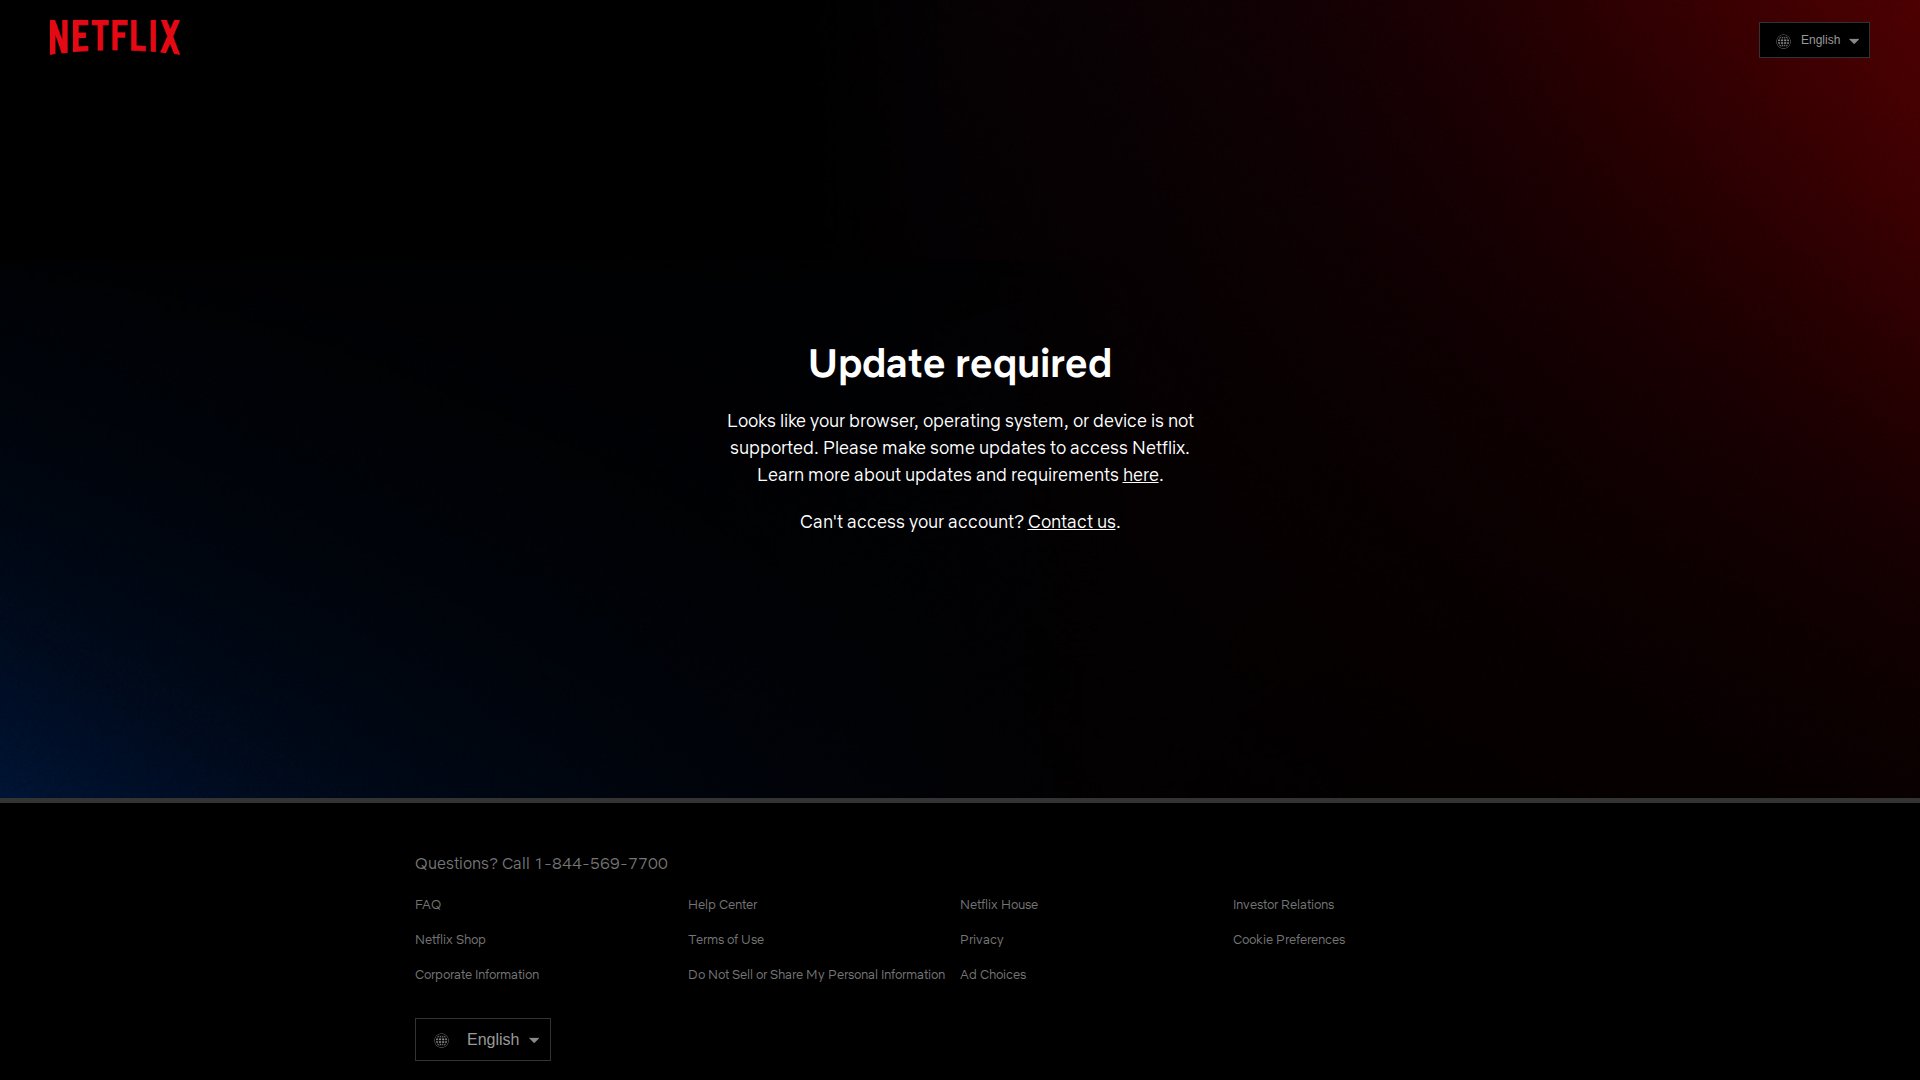 NETFLIX
English
Update required
Looks like your browser, operating system, or device is not
supported. Please make some updates to access Netflix.
Learn more about updates and requirements here.
Can't access your account? Contact us.
Questions? Call 1-844-569-7700
FAQ
Help Center
Netflix House
Investor Relations
Netflix Shop
Terms of Use
Privacy
Cookie Preferences
Corporate Information
Do Not Sell or Share My Personal Information
Ad Choices
English